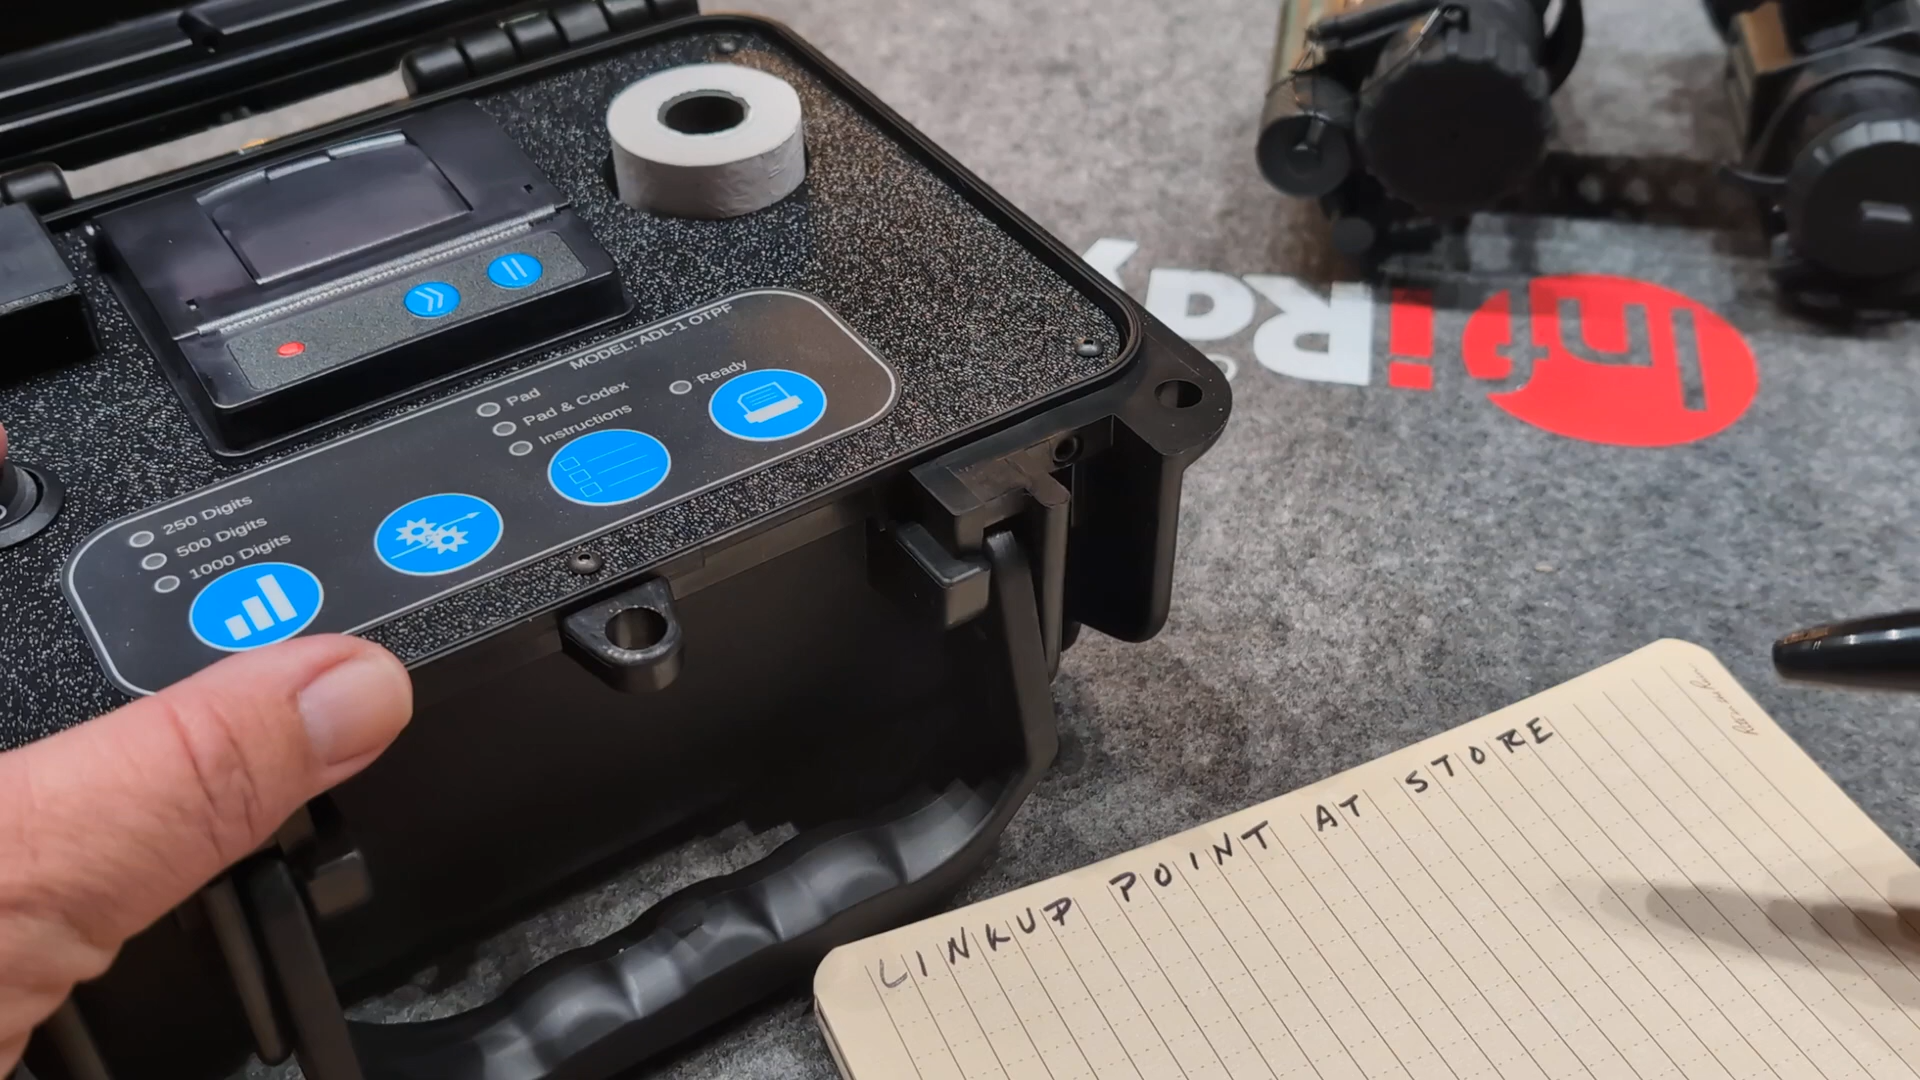 MODEL: ADL-1 OTPF
Pad
Pad & Codex
Instructions
Ready
250 Digits
500 Digits
1000 Digits
InfiRay
LINKUP POINT AT STORE